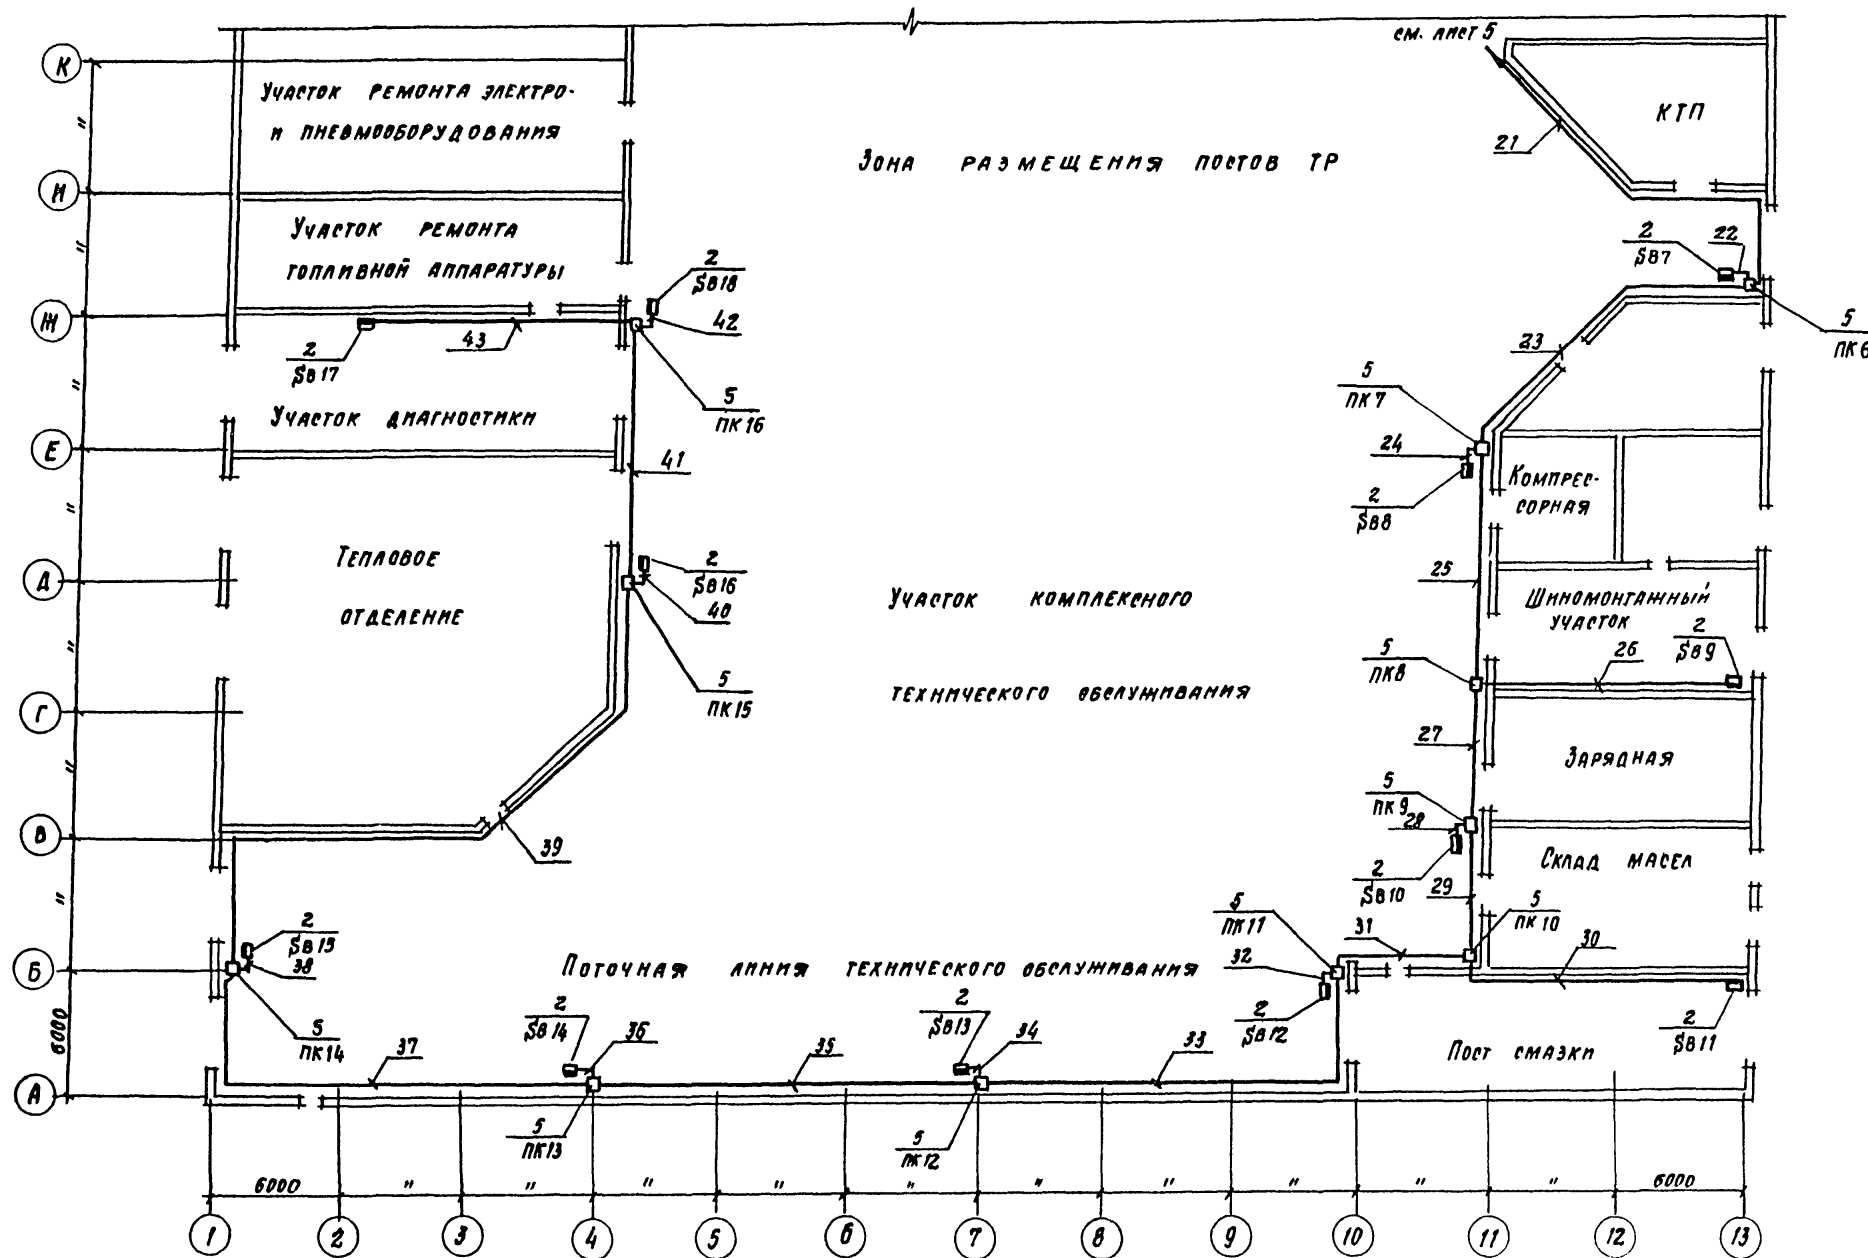 см. лист 5
К
Участок ремонта электро-
и пневмооборудования
КТП
21
Зона размещения постов ТР
И
Участок ремонта
топливной аппаратуры
2
SB18
42
2
SB7
22
Ж
43
2
SB17
5
ПК16
23
5
ПК6
5
ПК7
Участок диагностики
Е
41
24
2
SB8
Компрес-
сорная
Тепловое
отделение
2
SB16
40
Д
25
Участок комплексного
технического обслуживания
Шиномонтажный
участок
2
SB9
26
5
ПК8
5
ПК15
Г
27
Зарядная
5
ПК9
28
В
39
2
SB10
29
Склад масел
5
ПК10
5
ПК11
31
30
2
SB15
38
Б
Поточная линия технического обслуживания
32
2
SB12
2
SB14
36
2
SB13
34
33
35
37
5
ПК14
Пост смазки
2
SB11
6000
А
5
ПК13
5
ПК12
6000 " " " " " " " " " " 6000
1 2 3 4 5 6 7 8 9 10 11 12 13